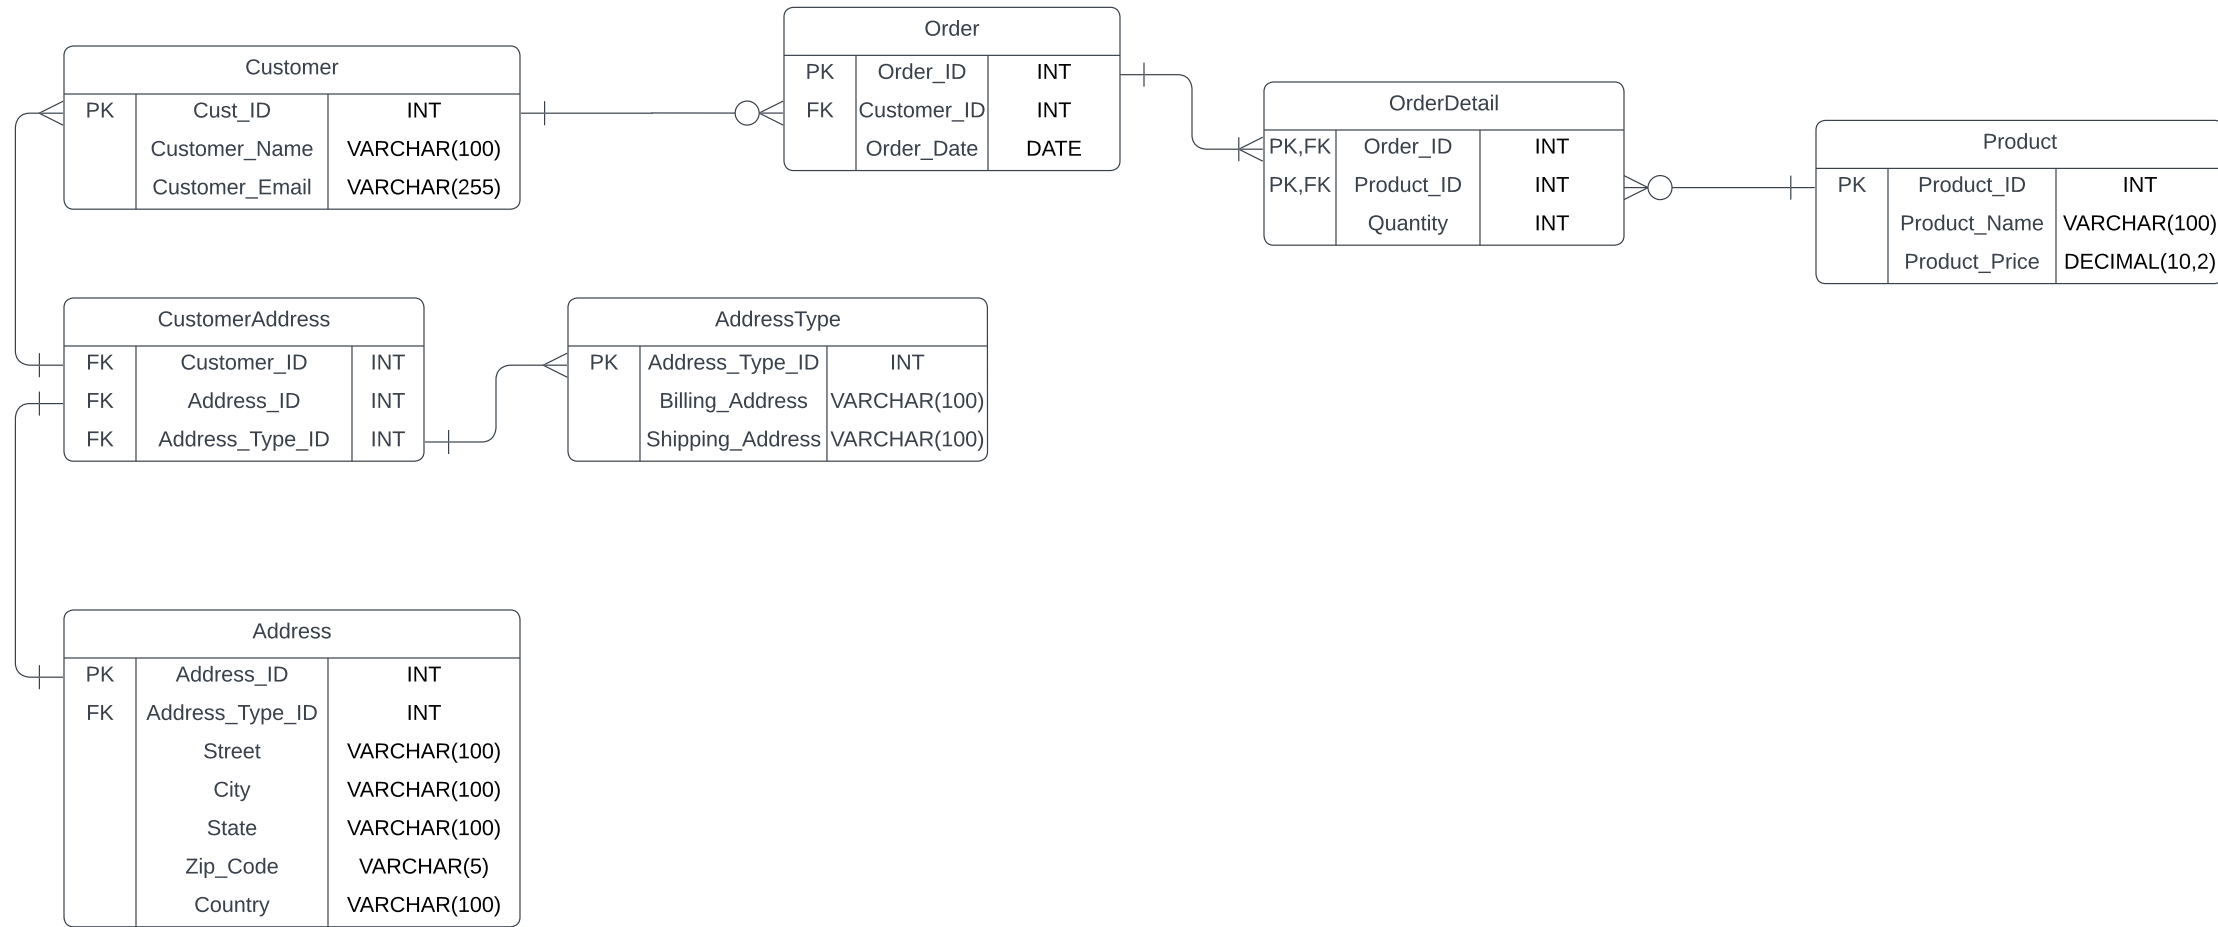 Customer
PK Cust_ID INT
Customer_Name VARCHAR(100)
Customer_Email VARCHAR(255)
Order
PK Order_ID INT
FK Customer_ID INT
Order_Date DATE
OrderDetail
PK,FK Order_ID INT
PK,FK Product_ID INT
Quantity INT
Product
PK Product_ID INT
Product_Name VARCHAR(100)
Product_Price DECIMAL(10,2)
CustomerAddress
FK Customer_ID INT
FK Address_ID INT
FK Address_Type_ID INT
AddressType
PK Address_Type_ID INT
Billing_Address VARCHAR(100)
Shipping_Address VARCHAR(100)
Address
PK Address_ID INT
FK Address_Type_ID INT
Street VARCHAR(100)
City VARCHAR(100)
State VARCHAR(100)
Zip_Code VARCHAR(5)
Country VARCHAR(100)